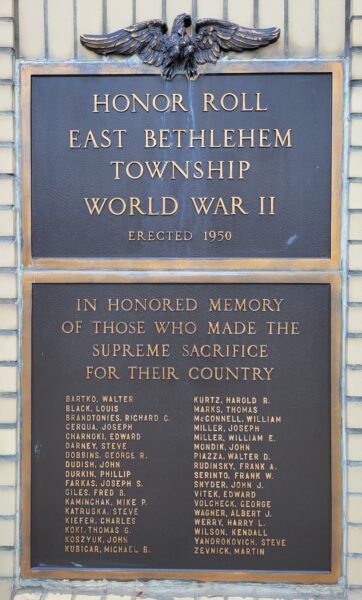 HONOR ROLL
EAST BETHLEHEM
TOWNSHIP
WORLD WAR II
ERECTED 1950
IN HONORED MEMORY
OF THOSE WHO MADE THE
SUPREME SACRIFICE
FOR THEIR COUNTRY
BARTKO, WALTER
BLACK, LOUIS
BRANDTONIES, RICHARD C.
CERQUA, JOSEPH
CHARNOKI, EDWARD
DARNEY, STEVE
DOBBINS, GEORGE R.
DUDISH, JOHN
DURKIN, PHILLIP
FARKAS, JOSEPH S.
GILES, FRED B.
KAMINCHAK, MIKE P.
KATRUSKA, STEVE
KIEFER, CHARLES
KOKI, THOMAS G.
KOSZYUK, JOHN
KUBICAR, MICHAEL B.
KURTZ, HAROLD R.
MARKS, THOMAS
McCONNELL, WILLIAM
MILLER, JOSEPH
MILLER, WILLIAM E.
MONDIK, JOHN
PIAZZA, WALTER D.
RUDINSKY, FRANK A.
SERINTO, FRANK W.
SNYDER, JOHN J.
VITEK, EDWARD
VOLCHECK, GEORGE
WAGNER, ALBERT J.
WERRY, HARRY L.
WILSON, KENDALL
YANDROKOVICH, STEVE
ZEVNICK, MARTIN